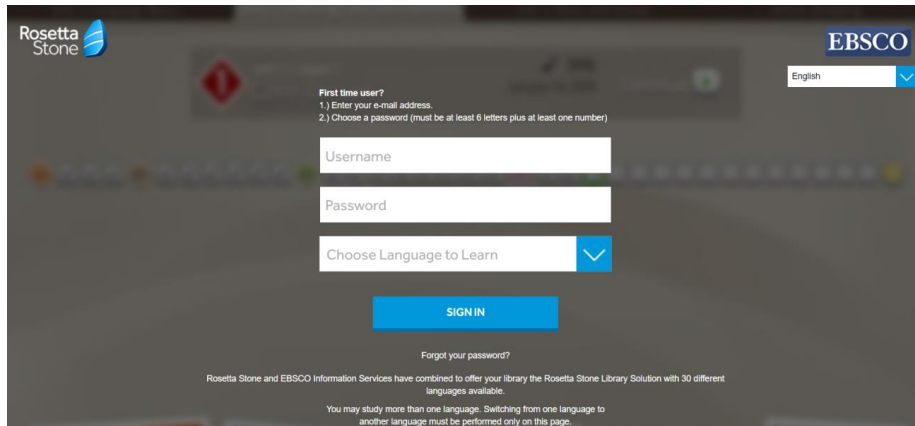 Rosetta
Stone
EBSCO
English
First time user?
1.) Enter your e-mail address.
2.) Choose a password (must be at least 6 letters plus at least one number)
Username
Password
Choose Language to Learn
SIGN IN
Forgot your password?
Rosetta Stone and EBSCO Information Services have combined to offer your library the Rosetta Stone Library Solution with 30 different
languages available.
You may study more than one language. Switching from one language to
another language must be performed only on this page.